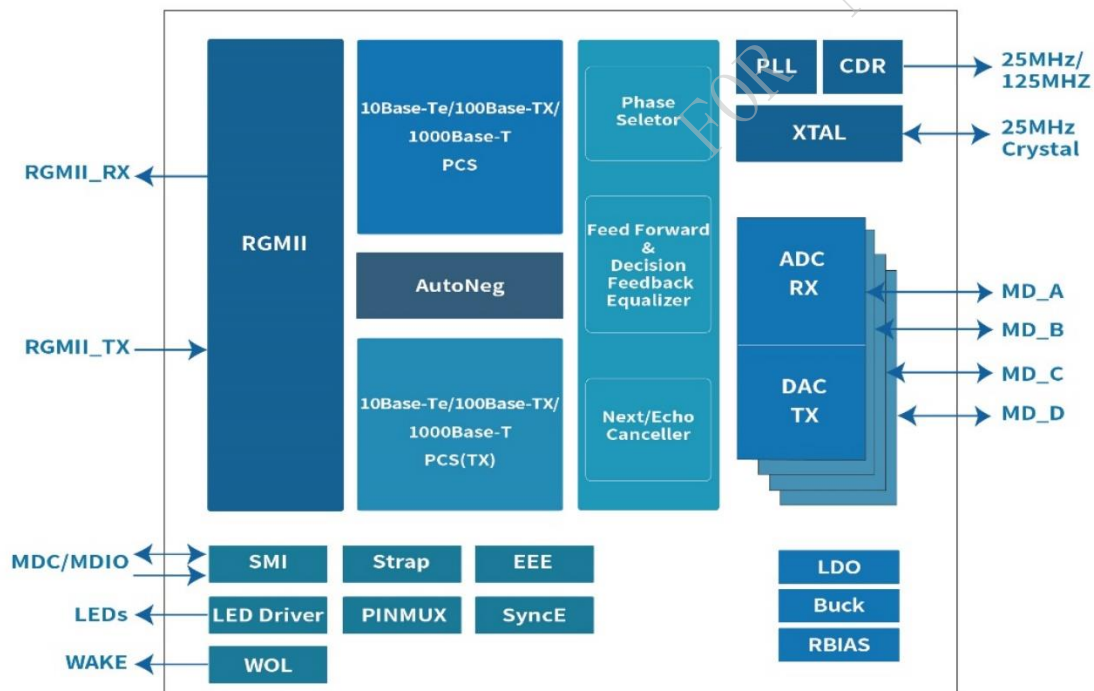 FOR
RGMII_RX
RGMII_TX
RGMII
10Base-Te/100Base-TX/
1000Base-T
PCS
AutoNeg
10Base-Te/100Base-TX/
1000Base-T
PCS(TX)
Phase
Seletor
Feed Forward
&
Decision
Feedback
Equalizer
Next/Echo
Canceller
PLL
CDR
25MHz/
125MHZ
XTAL
25MHz
Crystal
ADC
RX
DAC
TX
MD_A
MD_B
MD_C
MD_D
MDC/MDIO
SMI
Strap
EEE
LEDs
LED Driver
PINMUX
SyncE
WAKE
WOL
LDO
Buck
RBIAS